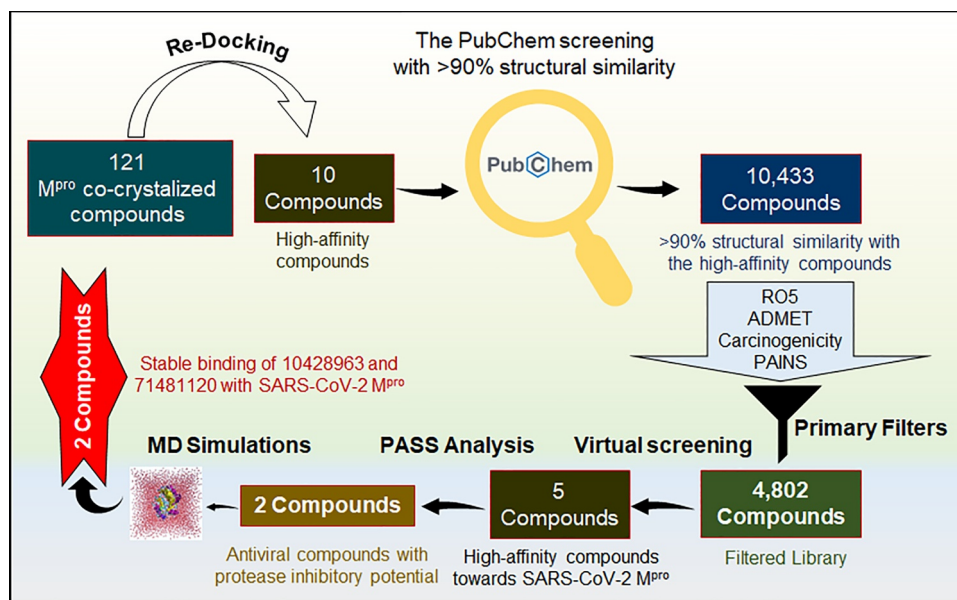 Re-Docking
The PubChem screening
with >90% structural similarity
121
Mpro co-crystalized
compounds
10
Compounds
High-affinity
compounds
PubChem
10,433
Compounds
>90% structural similarity with
the high-affinity compounds
RO5
ADMET
Carcinogenicity
PAINS
Primary Filters
4,802
Compounds
Filtered Library
Virtual screening
5
Compounds
High-affinity compounds
towards SARS-CoV-2 Mpro
PASS Analysis
2 Compounds
Antiviral compounds with
protease inhibitory potential
MD Simulations
2 Compounds
Stable binding of 10428963 and
71481120 with SARS-CoV-2 Mpro